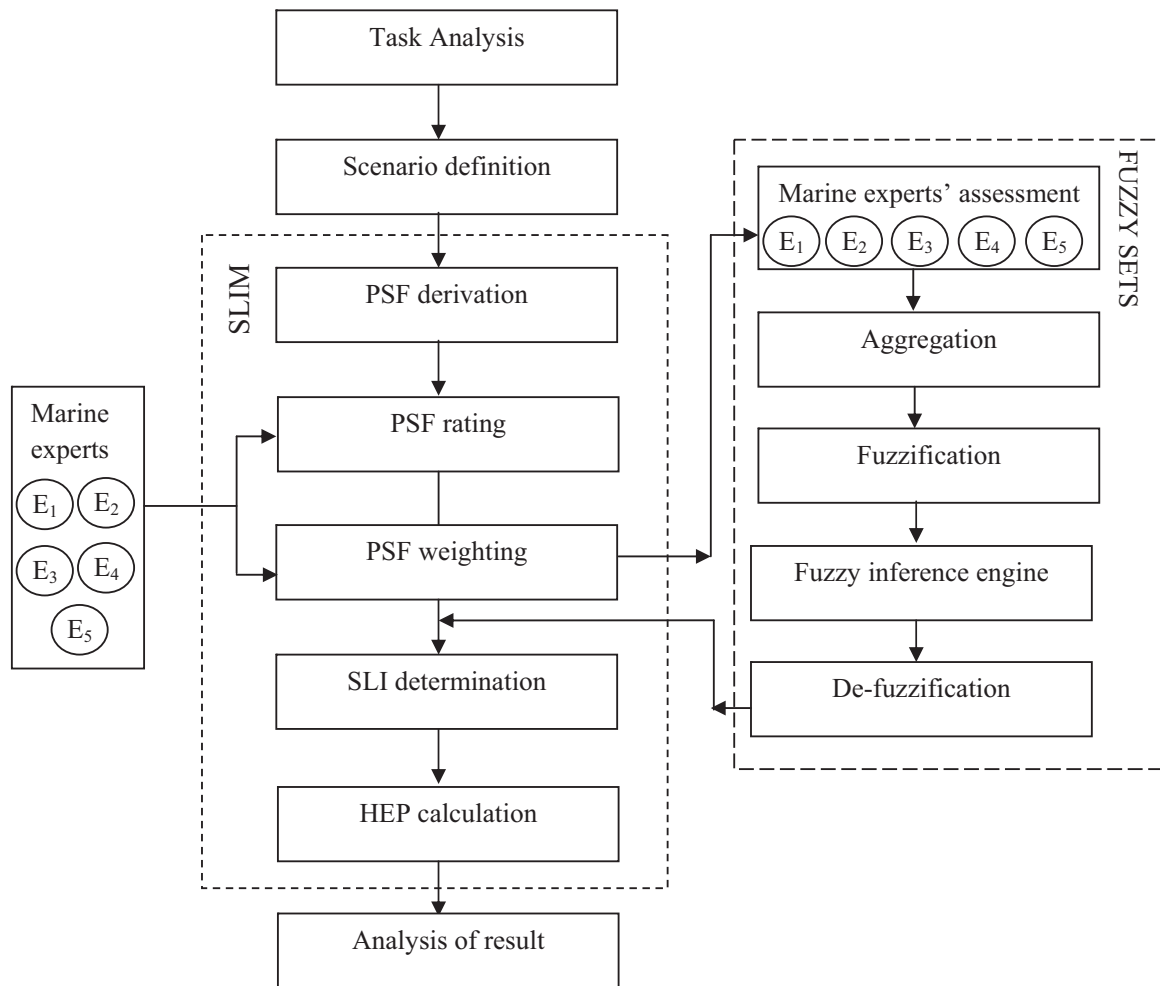 Task Analysis
Scenario definition
SLIM
PSF derivation
PSF rating
PSF weighting
SLI determination
HEP calculation
Analysis of result
Marine
experts
E₁ E₂
E₃ E₄
E₅
FUZZY SETS
Marine experts’ assessment
E₁ E₂ E₃ E₄ E₅
Aggregation
Fuzzification
Fuzzy inference engine
De-fuzzification